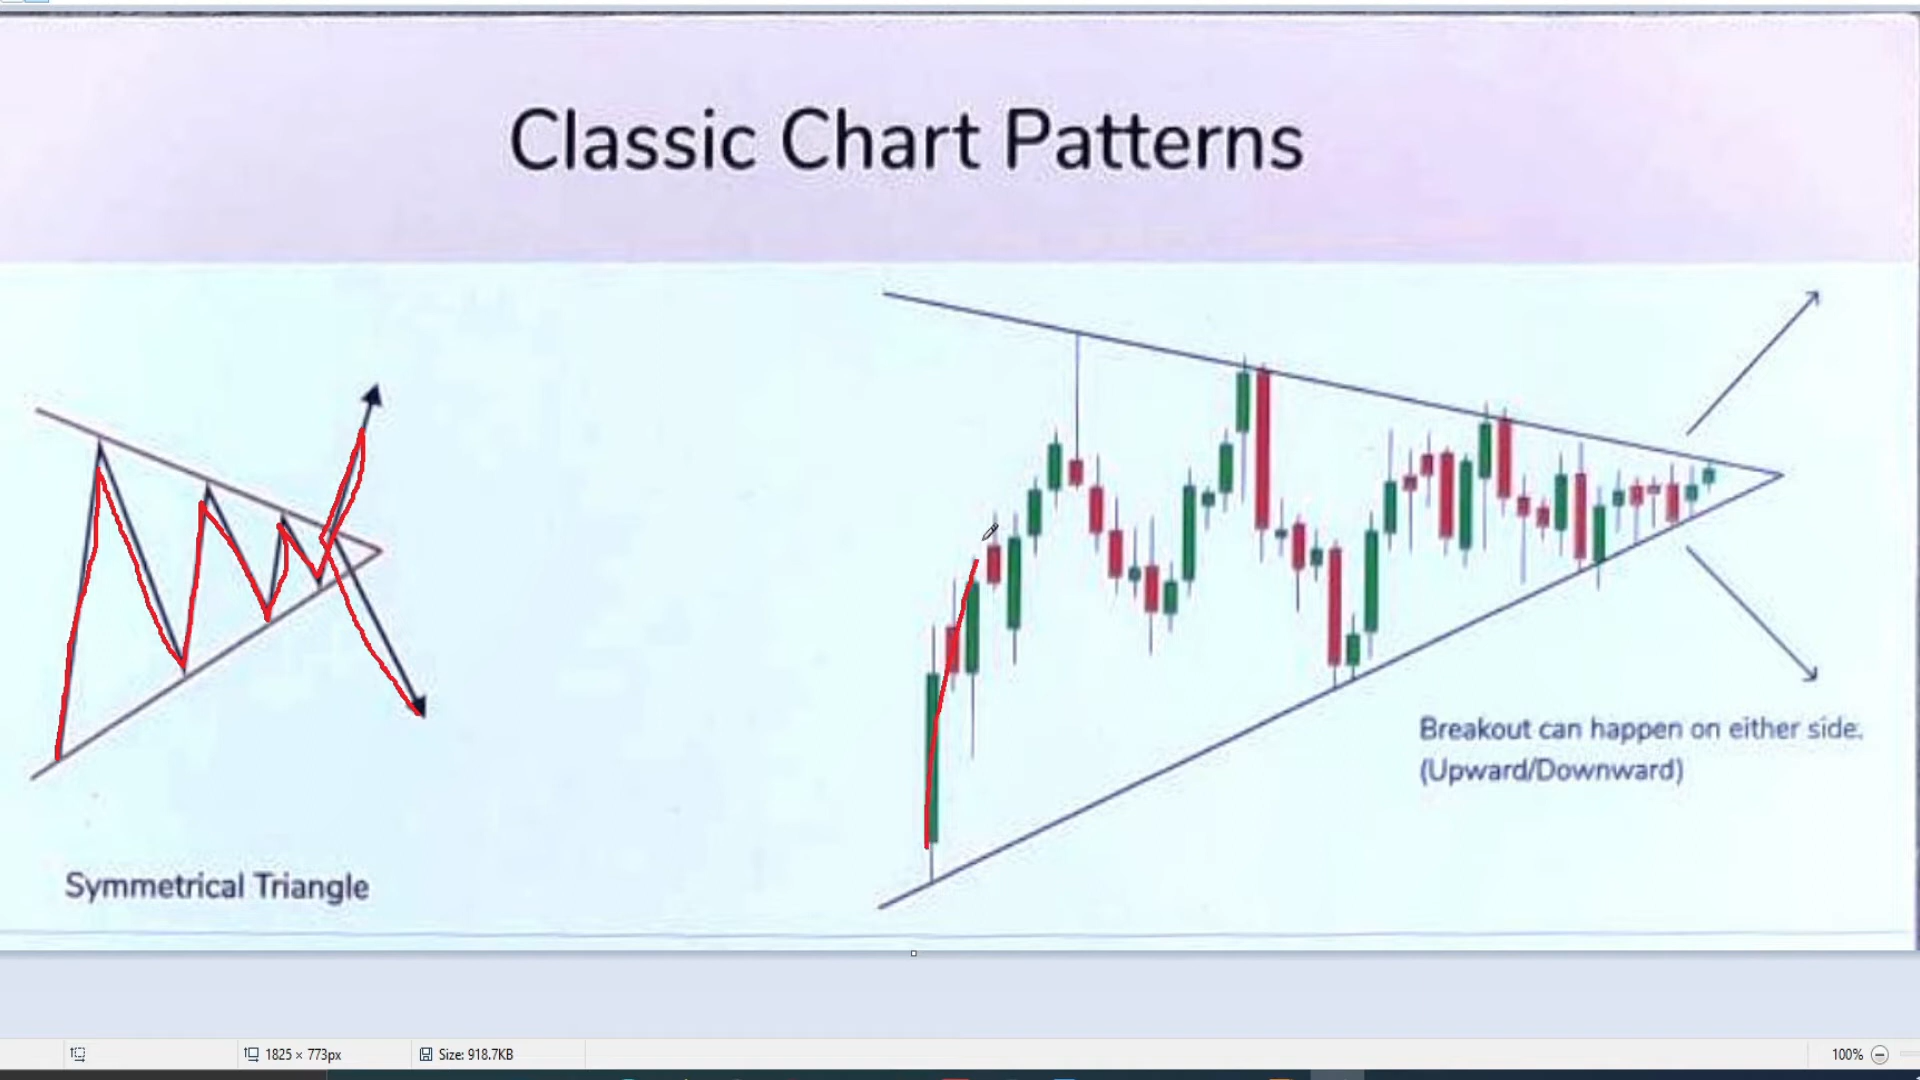 Classic Chart Patterns
Breakout can happen on either side.
(Upward/Downward)
Symmetrical Triangle
1825 × 773px
Size: 918.7KB
100%